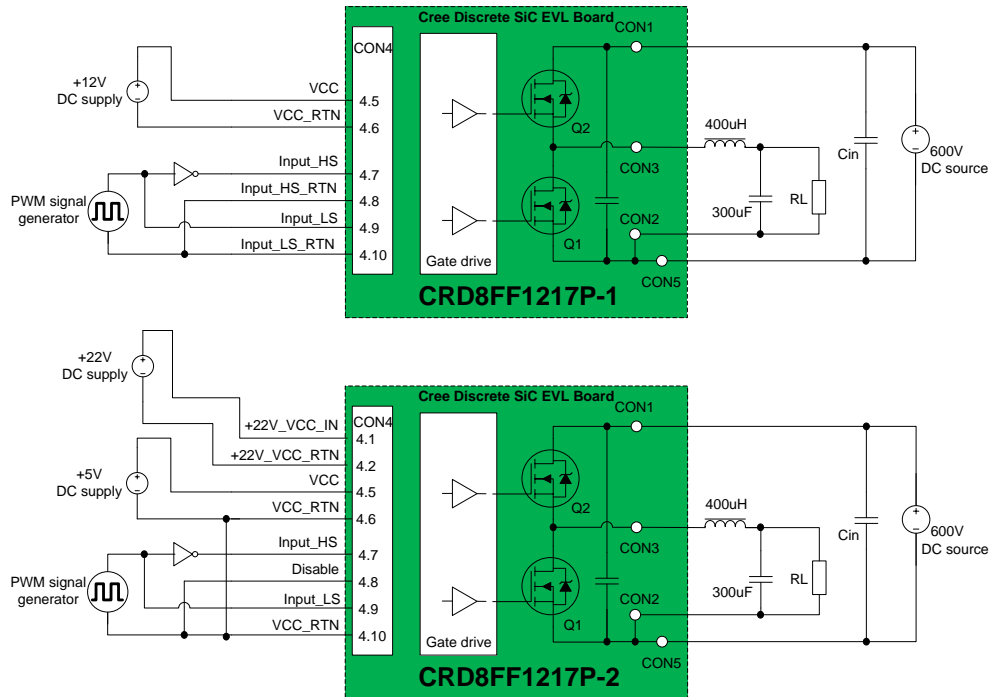 Cree Discrete SiC EVL Board
CON1
CON4
+12V
DC supply
VCC
4.5
VCC_RTN
4.6
Q2
400uH
Input_HS
4.7
CON3
Cin
600V
DC source
Input_HS_RTN
4.8
PWM signal
generator
Input_LS
4.9
CON2
300uF
RL
Input_LS_RTN
4.10
Gate drive
Q1
CON5
CRD8FF1217P-1
+22V
DC supply
Cree Discrete SiC EVL Board
CON1
CON4
+22V_VCC_IN
4.1
+22V_VCC_RTN
4.2
+5V
DC supply
VCC
4.5
VCC_RTN
4.6
Q2
400uH
Input_HS
4.7
CON3
Cin
600V
DC source
Disable
4.8
PWM signal
generator
Input_LS
4.9
CON2
300uF
RL
VCC_RTN
4.10
Gate drive
Q1
CON5
CRD8FF1217P-2